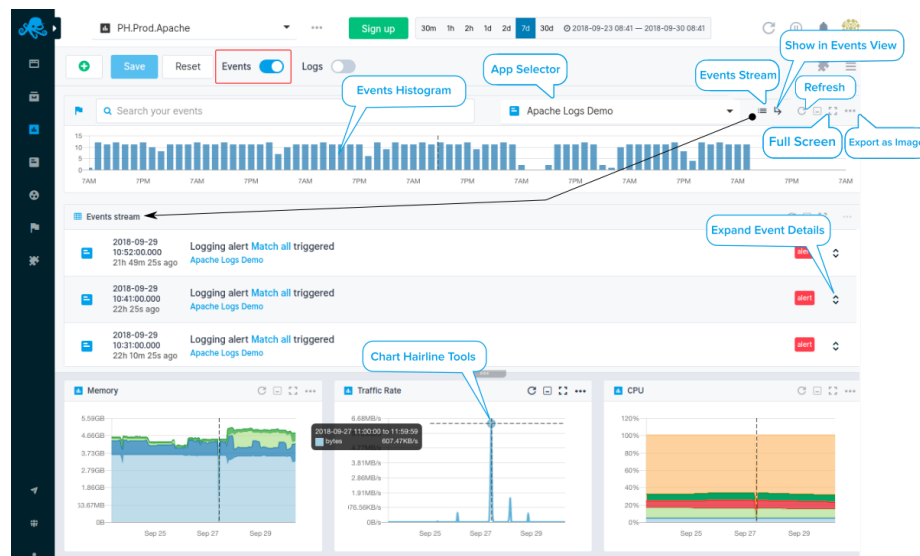 PH.Prod.Apache
Sign up
30m 1h 2h 1d 2d 7d 30d 2018-09-23 08:41 — 2018-09-30 08:41
Show in Events View
Save Reset Events Logs
App Selector
Events Stream
Refresh
Events Histogram
Search your events
Apache Logs Demo
Full Screen
Export as Image
15
10
5
0
7AM 7PM 7AM 7PM 7AM 7PM 7AM 7PM 7AM 7PM 7AM 7PM 7AM 7PM 7AM
Events stream
Expand Event Details
2018-09-29
10:52:00.000
21h 49m 25s ago
Logging alert Match all triggered
Apache Logs Demo
alert
2018-09-29
10:41:00.000
22h 25s ago
Logging alert Match all triggered
Apache Logs Demo
alert
2018-09-29
10:31:00.000
22h 10m 25s ago
Logging alert Match all triggered
Apache Logs Demo
alert
Chart Hairline Tools
Memory
5.59GB
4.66GB
3.73GB
2.79GB
1.86GB
0B
Sep 25 Sep 27 Sep 29
Traffic Rate
6.68MB/s
2018-09-27 11:00:00 to 11:59:59
bytes 607.47KB/s
3.81MB/s
2.86MB/s
1.91MB/s
0B/s
Sep 25 Sep 27 Sep 29
CPU
120%
100%
80%
60%
40%
20%
0%
Sep 25 Sep 27 Sep 29